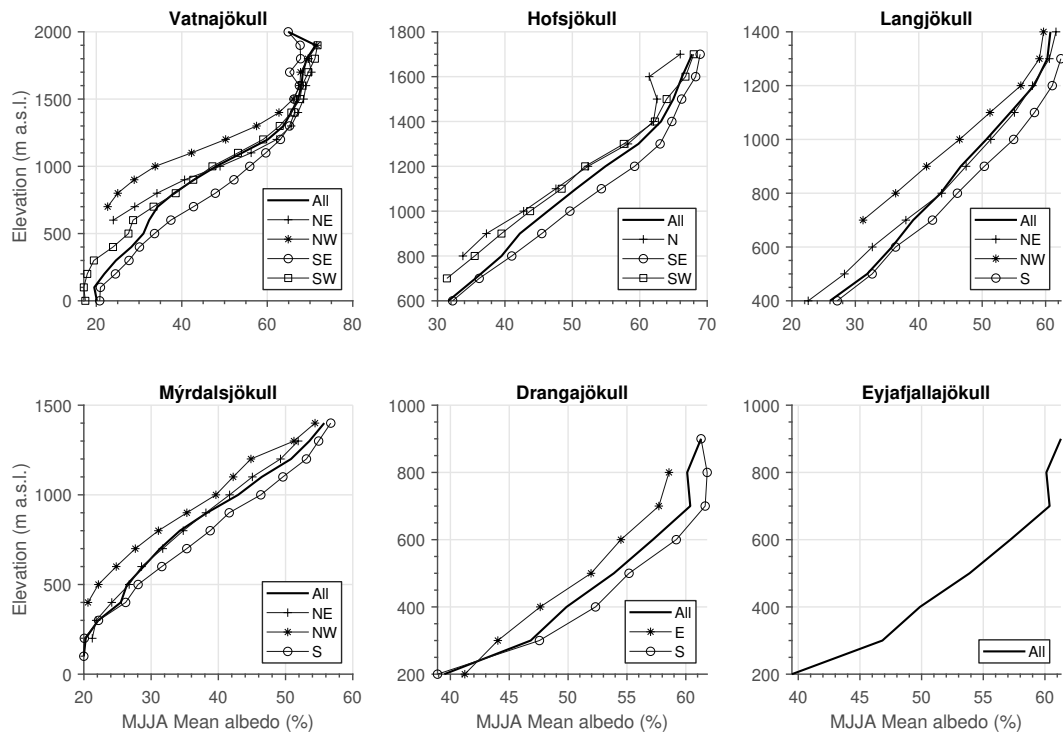 Vatnajökull
Hofsjökull
Langjökull
Elevation (m a.s.l.)
2000
1500
1000
500
0
20 40 60 80
All
NE
NW
SE
SW
1800
1600
1400
1200
1000
800
600
30 40 50 60 70
All
N
SE
SW
1400
1200
1000
800
600
400
20 30 40 50 60
All
NE
NW
S
Mýrdalsjökull
Drangajökull
Eyjafjallajökull
Elevation (m a.s.l.)
1500
1000
500
0
20 30 40 50 60
MJJA Mean albedo (%)
All
NE
NW
S
1000
800
600
400
200
40 45 50 55 60
MJJA Mean albedo (%)
All
E
S
1000
800
600
400
200
40 45 50 55 60
MJJA Mean albedo (%)
All